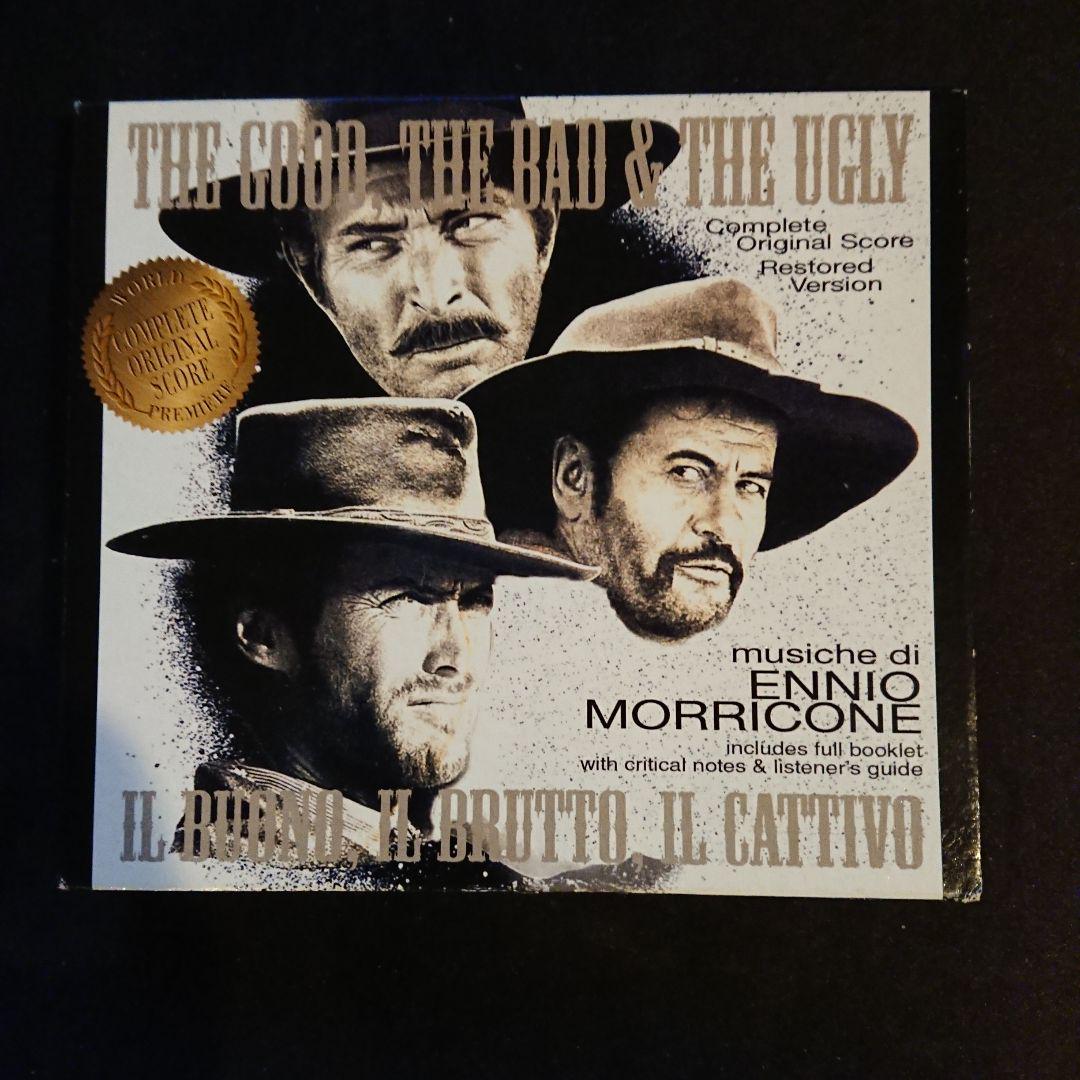 THE GOOD, THE BAD & THE UGLY
Complete
Original Score
Restored
Version
WORLD
COMPLETE
ORIGINAL
SCORE
PREMIÈRE
musiche di
ENNIO
MORRICONE
includes full booklet
with critical notes & listener's guide
IL BUONO, IL BRUTTO, IL CATTIVO